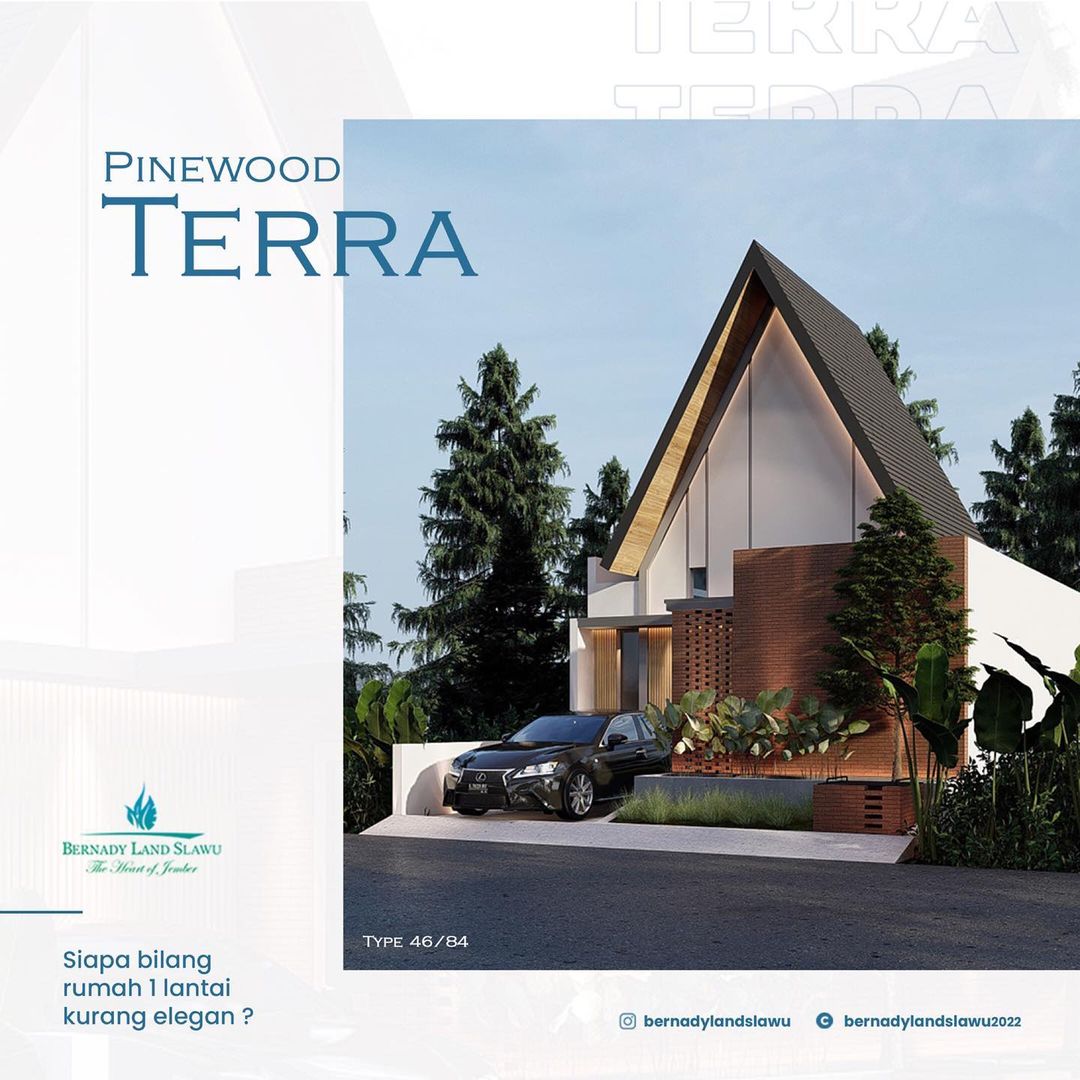 TERRA
TERRA
PINEWOOD
TERRA
BERNADY LAND SLAWU
The Heart of Jember
TYPE 46/84
Siapa bilang
rumah 1 lantai
kurang elegan ?
bernadylandslawu
bernadylandslawu2022